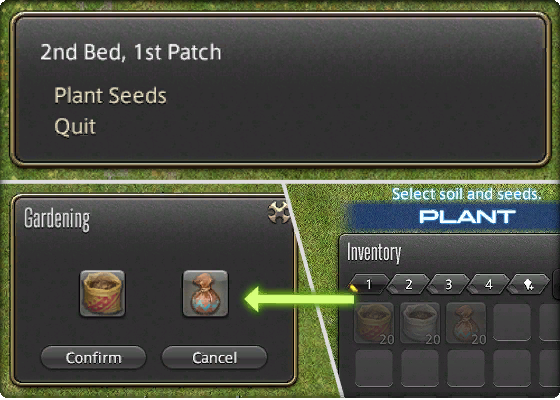 2nd Bed, 1st Patch
Plant Seeds
Quit
Gardening
Confirm
Cancel
Select soil and seeds.
PLANT
Inventory
1 2 3 4
20 20 20